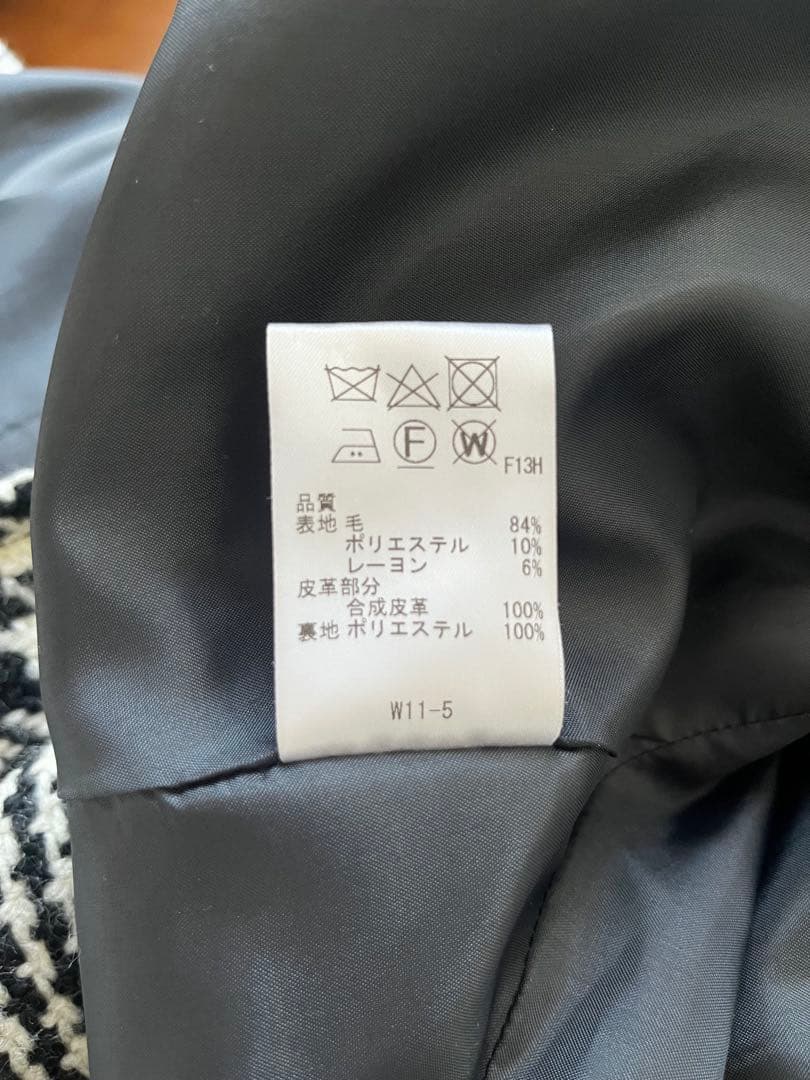 F
W
F13H
品質
表地 毛 84%
ポリエステル 10%
レーヨン 6%
皮革部分
合成皮革 100%
裏地 ポリエステル 100%
W11-5